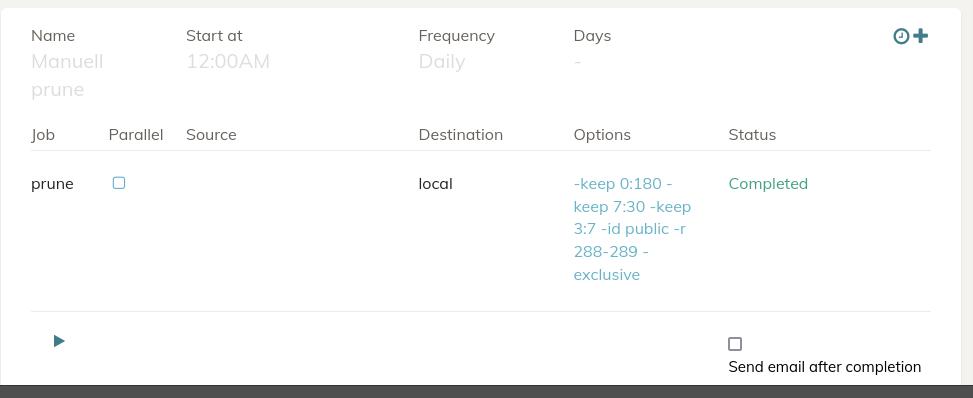 Name Start at Frequency Days
Manuell 12:00AM Daily -
prune
Job Parallel Source Destination Options Status
prune local -keep 0:180 - Completed
keep 7:30 -keep
3:7 -id public -r
288-289 -
exclusive
Send email after completion